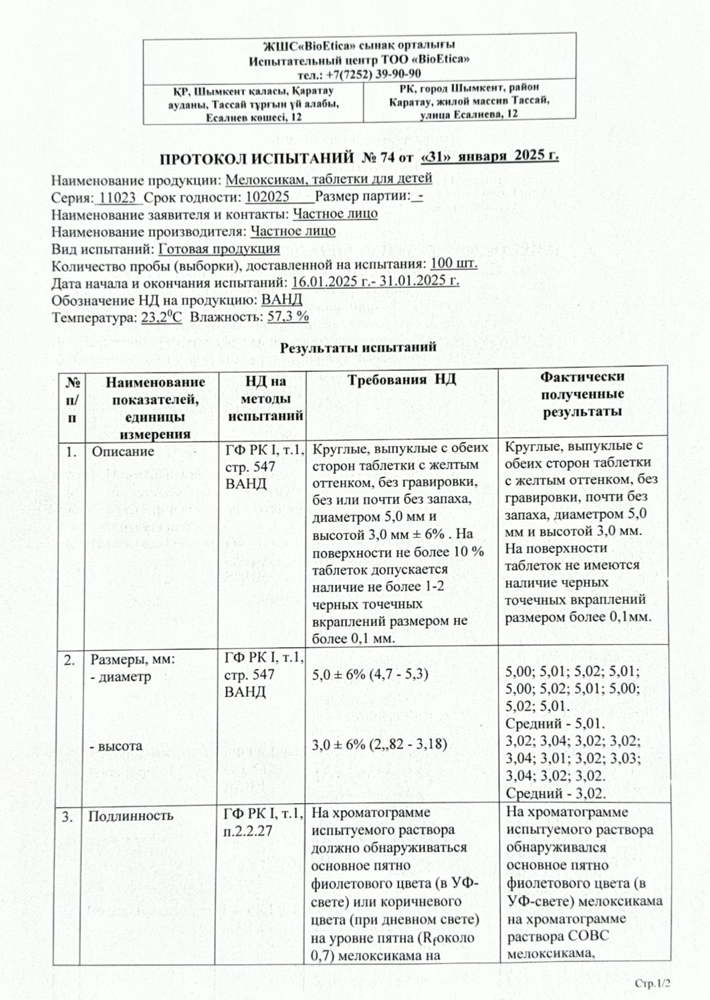 ЖШС«BioEtica» сынақ орталығы
Испытательный центр ТОО «BioEtica»
тел.: +7(7252) 39-90-90
ҚР, Шымкент қаласы, Қаратау
ауданы, Тассай тұрғын үй алабы,
Есалиев көшесі, 12
РК, город Шымкент, район
Каратау, жилой массив Тассай,
улица Есалиева, 12
ПРОТОКОЛ ИСПЫТАНИЙ № 74 от «31» января 2025 г.
Наименование продукции: Мелоксикам, таблетки для детей
Серия: 11023 Срок годности: 102025 Размер партии: -
Наименование заявителя и контакты: Частное лицо
Наименование производителя: Частное лицо
Вид испытаний: Готовая продукция
Количество пробы (выборки), доставленной на испытания: 100 шт.
Дата начала и окончания испытаний: 16.01.2025 г.- 31.01.2025 г.
Обозначение НД на продукцию: ВАНД
Температура: 23,2⁰С Влажность: 57,3 %
Результаты испытаний
№
п/
п
Наименование
показателей,
единицы
измерения
НД на
методы
испытаний
Требования НД
Фактически
полученные
результаты
1.
Описание
ГФ РК I, т.1,
стр. 547
ВАНД
Круглые, выпуклые с обеих
сторон таблетки с желтым
оттенком, без гравировки,
без или почти без запаха,
диаметром 5,0 мм и
высотой 3,0 мм ± 6% . На
поверхности не более 10 %
таблеток допускается
наличие не более 1-2
черных точечных
вкраплений размером не
более 0,1 мм.
Круглые, выпуклые с
обеих сторон таблетки
с желтым оттенком, без
гравировки, почти без
запаха, диаметром 5,0
мм и высотой 3,0 мм.
На поверхности
таблеток не имеются
наличие черных
точечных вкраплений
размером более 0,1мм.
2.
Размеры, мм:
- диаметр
- высота
ГФ РК I, т.1,
стр. 547
ВАНД
5,0 ± 6% (4,7 - 5,3)
3,0 ± 6% (2,,82 - 3,18)
5,00; 5,01; 5,02; 5,01;
5,00; 5,02; 5,01; 5,00;
5,02; 5,01.
Средний - 5,01.
3,02; 3,04; 3,02; 3,02;
3,04; 3,01; 3,02; 3,03;
3,04; 3,02; 3,02.
Средний - 3,02.
3.
Подлинность
ГФ РК I, т.1,
п.2.2.27
На хроматограмме
испытуемого раствора
должно обнаруживаться
основное пятно
фиолетового цвета (в УФ-
свете) или коричневого
цвета (при дневном свете)
на уровне пятна (Rfоколо
0,7) мелоксикама на
На хроматограмме
испытуемого раствора
обнаруживался
основное пятно
фиолетового цвета (в
УФ-свете) мелоксикама
на хроматограмме
раствора СОВС
мелоксикама,
Стр.1/2